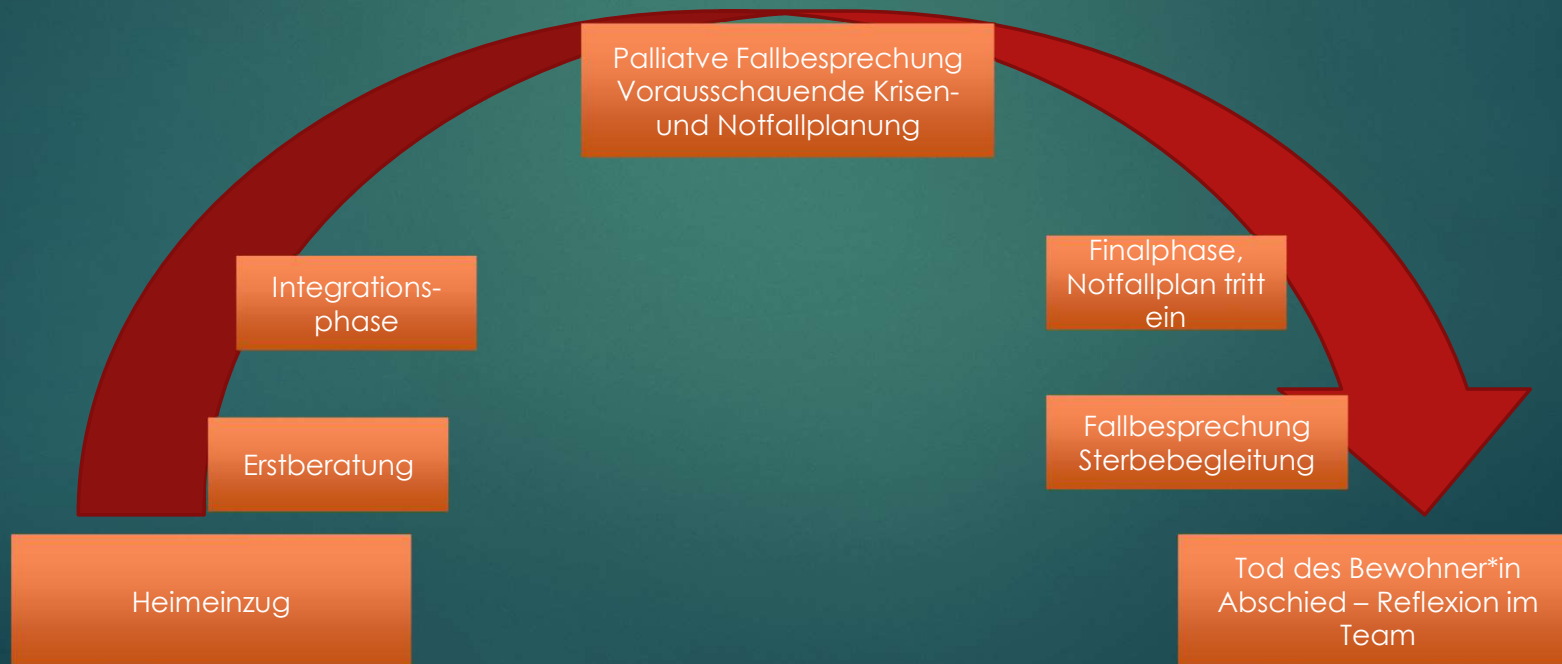 Palliatve Fallbesprechung
Vorausschauende Krisen-
und Notfallplanung
Integrations-
phase
Erstberatung
Heimeinzug
Finalphase,
Notfallplan tritt
ein
Fallbesprechung
Sterbebegleitung
Tod des Bewohner*in
Abschied – Reflexion im
Team